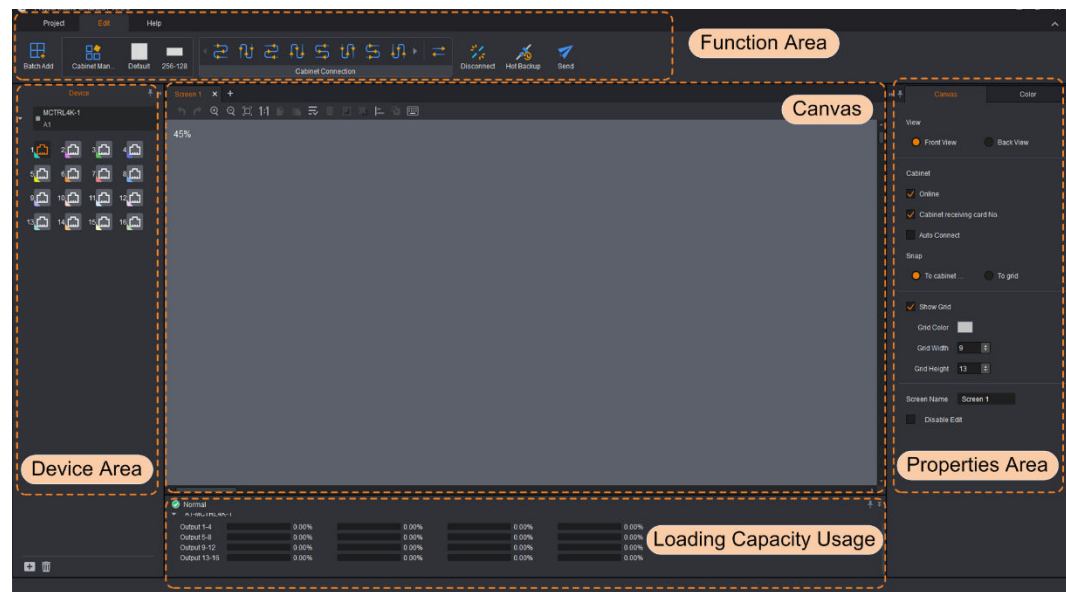 Project Edit Help
Function Area
Batch Add Cabinet Man... Default 256-128 Cabinet Connection Disconnect Hot Backup Send
Device
MCTRL4K-1
A1
1 2 3 4
5 6 7 8
9 10 11 12
13 14 15 16
Device Area
Screen 1 × +
1:1
Canvas
45%
Normal
A1-MCTRL4K-1
Output 1-4 0.00% 0.00% 0.00% 0.00%
Output 5-8 0.00% 0.00% 0.00% 0.00%
Output 9-12 0.00% 0.00% 0.00% 0.00%
Output 13-16 0.00% 0.00% 0.00% 0.00%
Loading Capacity Usage
Canvas Color
View
Front View Back View
Cabinet
Online
Cabinet receiving card No.
Auto Connect
Snap
To cabinet ... To grid
Show Grid
Grid Color
Grid Width 9
Grid Height 13
Screen Name Screen 1
Disable Edit
Properties Area